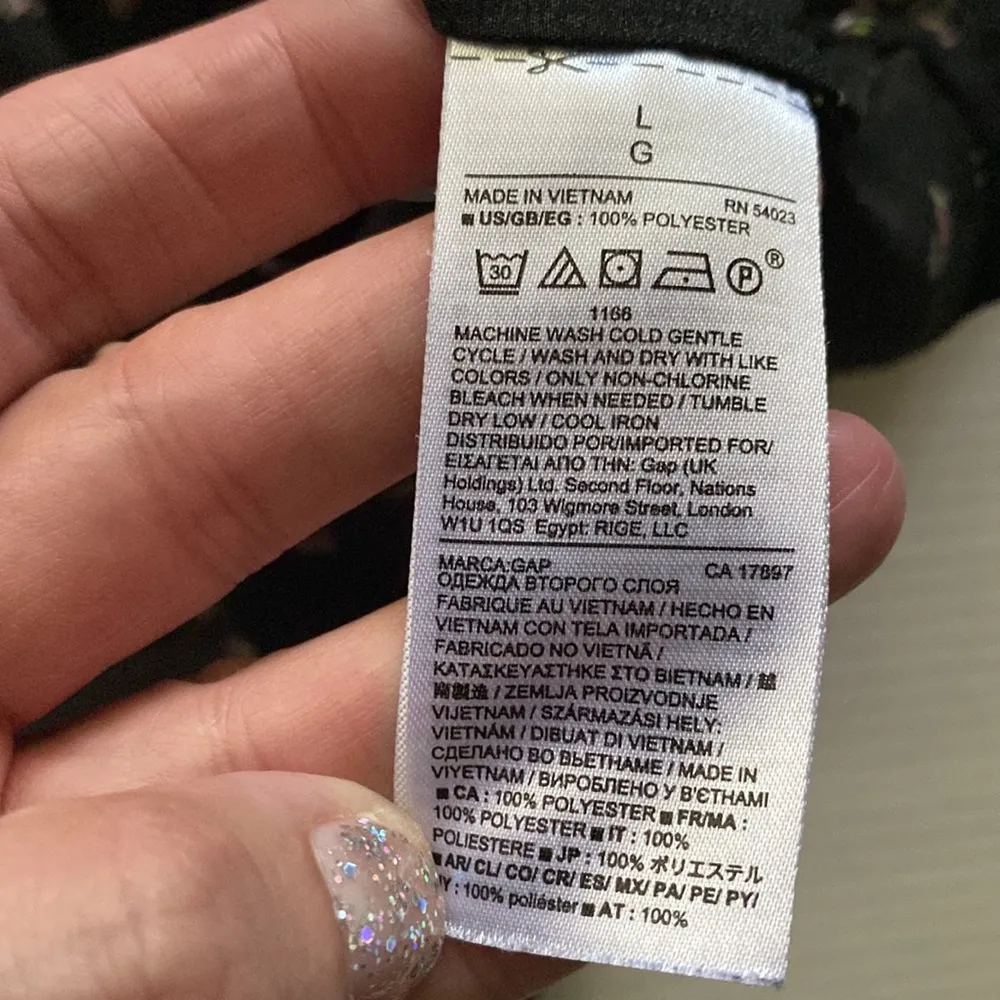 L
G
MADE IN VIETNAM RN 54023
■ US/GB/EG : 100% POLYESTER
30 P ®
1166
MACHINE WASH COLD GENTLE
CYCLE / WASH AND DRY WITH LIKE
COLORS / ONLY NON-CHLORINE
BLEACH WHEN NEEDED / TUMBLE
DRY LOW / COOL IRON
DISTRIBUIDO POR/IMPORTED FOR/
ΕΙΣΑΓΕΤΑΙ ΑΠΟ ΤΗΝ: Gap (UK
Holdings) Ltd. Second Floor, Nations
House, 103 Wigmore Street, London
W1U 1QS Egypt: RIGE, LLC
MARCA:GAP CA 17897
ОДЕЖДА ВТОРОГО СЛОЯ
FABRIQUE AU VIETNAM / HECHO EN
VIETNAM CON TELA IMPORTADA /
FABRICADO NO VIETNÃ /
ΚΑΤΑΣΚΕΥΑΣΤΗΚΕ ΣΤΟ ΒΙΕΤΝΑΜ / 越
南製造 / ZEMLJA PROIZVODNJE
VIJETNAM / SZÁRMAZÁSI HELY:
VIETNÁM / DIBUAT DI VIETNAM /
СДЕЛАНО ВО ВЬЕТНАМЕ / MADE IN
VIYETNAM / ВИРОБЛЕНО У В'ЄТНАМІ
■ CA : 100% POLYESTER ■ FR/MA :
100% POLYESTER ■ IT : 100%
POLIESTERE ■ JP : 100% ポリエステル
■ AR/ CL/ CO/ CR/ ES/ MX/ PA/ PE/ PY/
: 100% poliéster ■ AT : 100%